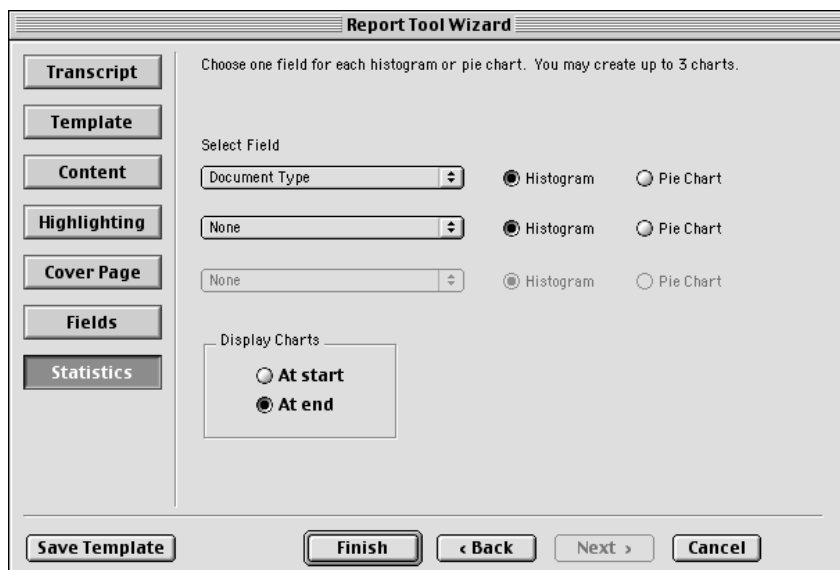 Report Tool Wizard
Transcript
Template
Content
Highlighting
Cover Page
Fields
Statistics
Choose one field for each histogram or pie chart. You may create up to 3 charts.
Select Field
Document Type Histogram Pie Chart
None Histogram Pie Chart
None Histogram Pie Chart
Display Charts
At start
At end
Save Template Finish ‹ Back Next › Cancel